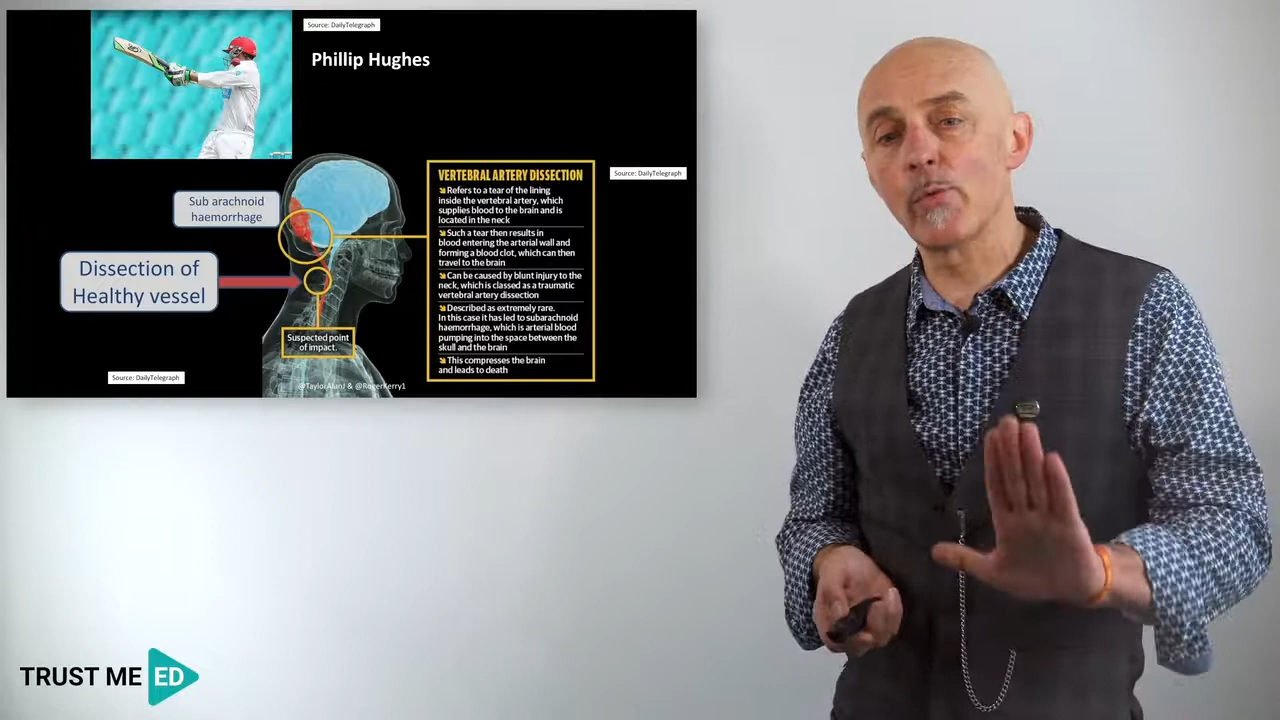 Source: DailyTelegraph
Phillip Hughes
Source: DailyTelegraph
Sub arachnoid
haemorrhage
Dissection of
Healthy vessel
Suspected point
of impact.
VERTEBRAL ARTERY DISSECTION
Refers to a tear of the lining
inside the vertebral artery, which
supplies blood to the brain and is
located in the neck
Such a tear then results in
blood entering the arterial wall and
forming a blood clot, which can then
travel to the brain
Can be caused by blunt injury to the
neck, which is classed as a traumatic
vertebral artery dissection
Described as extremely rare.
In this case it has led to subarachnoid
haemorrhage, which is arterial blood
pumping into the space between the
skull and the brain
This compresses the brain
and leads to death
Source: DailyTelegraph
@TaylorAlanJ & @RogerKerry1
TRUST ME ED